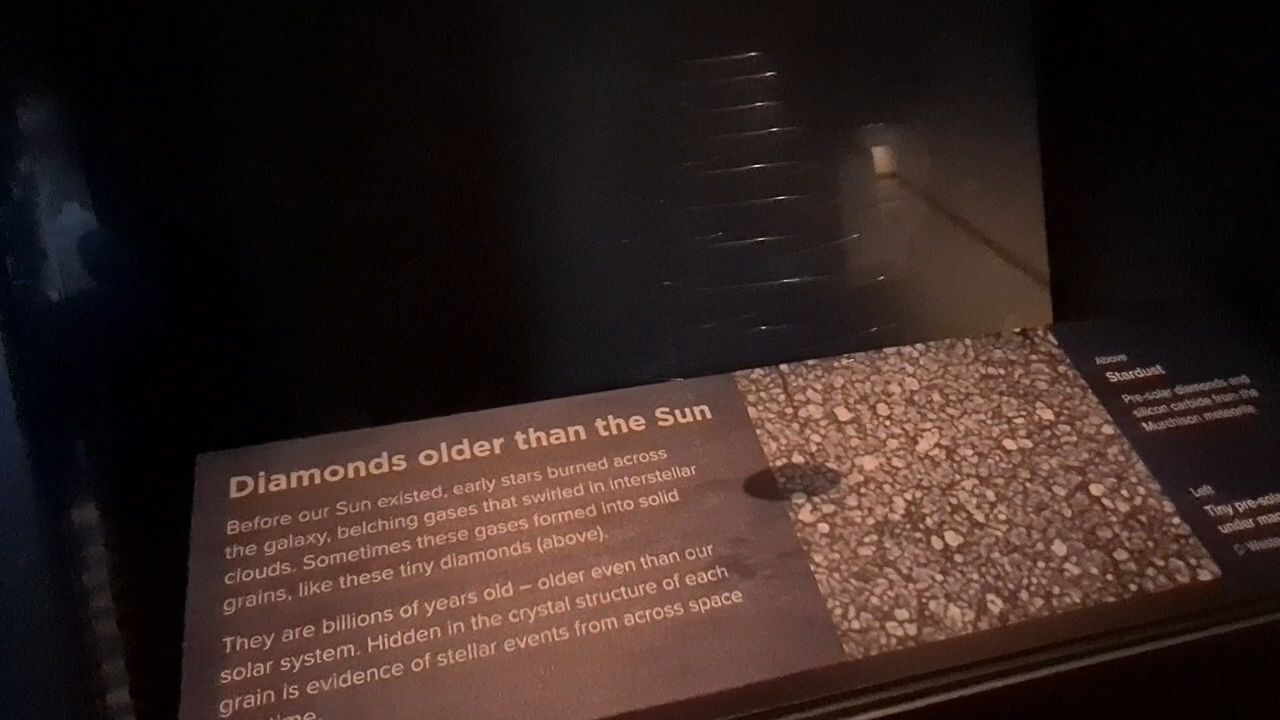 Diamonds older than the Sun
Before our Sun existed, early stars burned across
the galaxy, belching gases that swirled in interstellar
clouds. Sometimes these gases formed into solid
grains, like these tiny diamonds (above).
They are billions of years old – older even than our
solar system. Hidden in the crystal structure of each
grain is evidence of stellar events from across space
time.
Above
Stardust
Pre-solar diamonds and
silicon carbide from the
Murchison meteorite
Left
Tiny
under